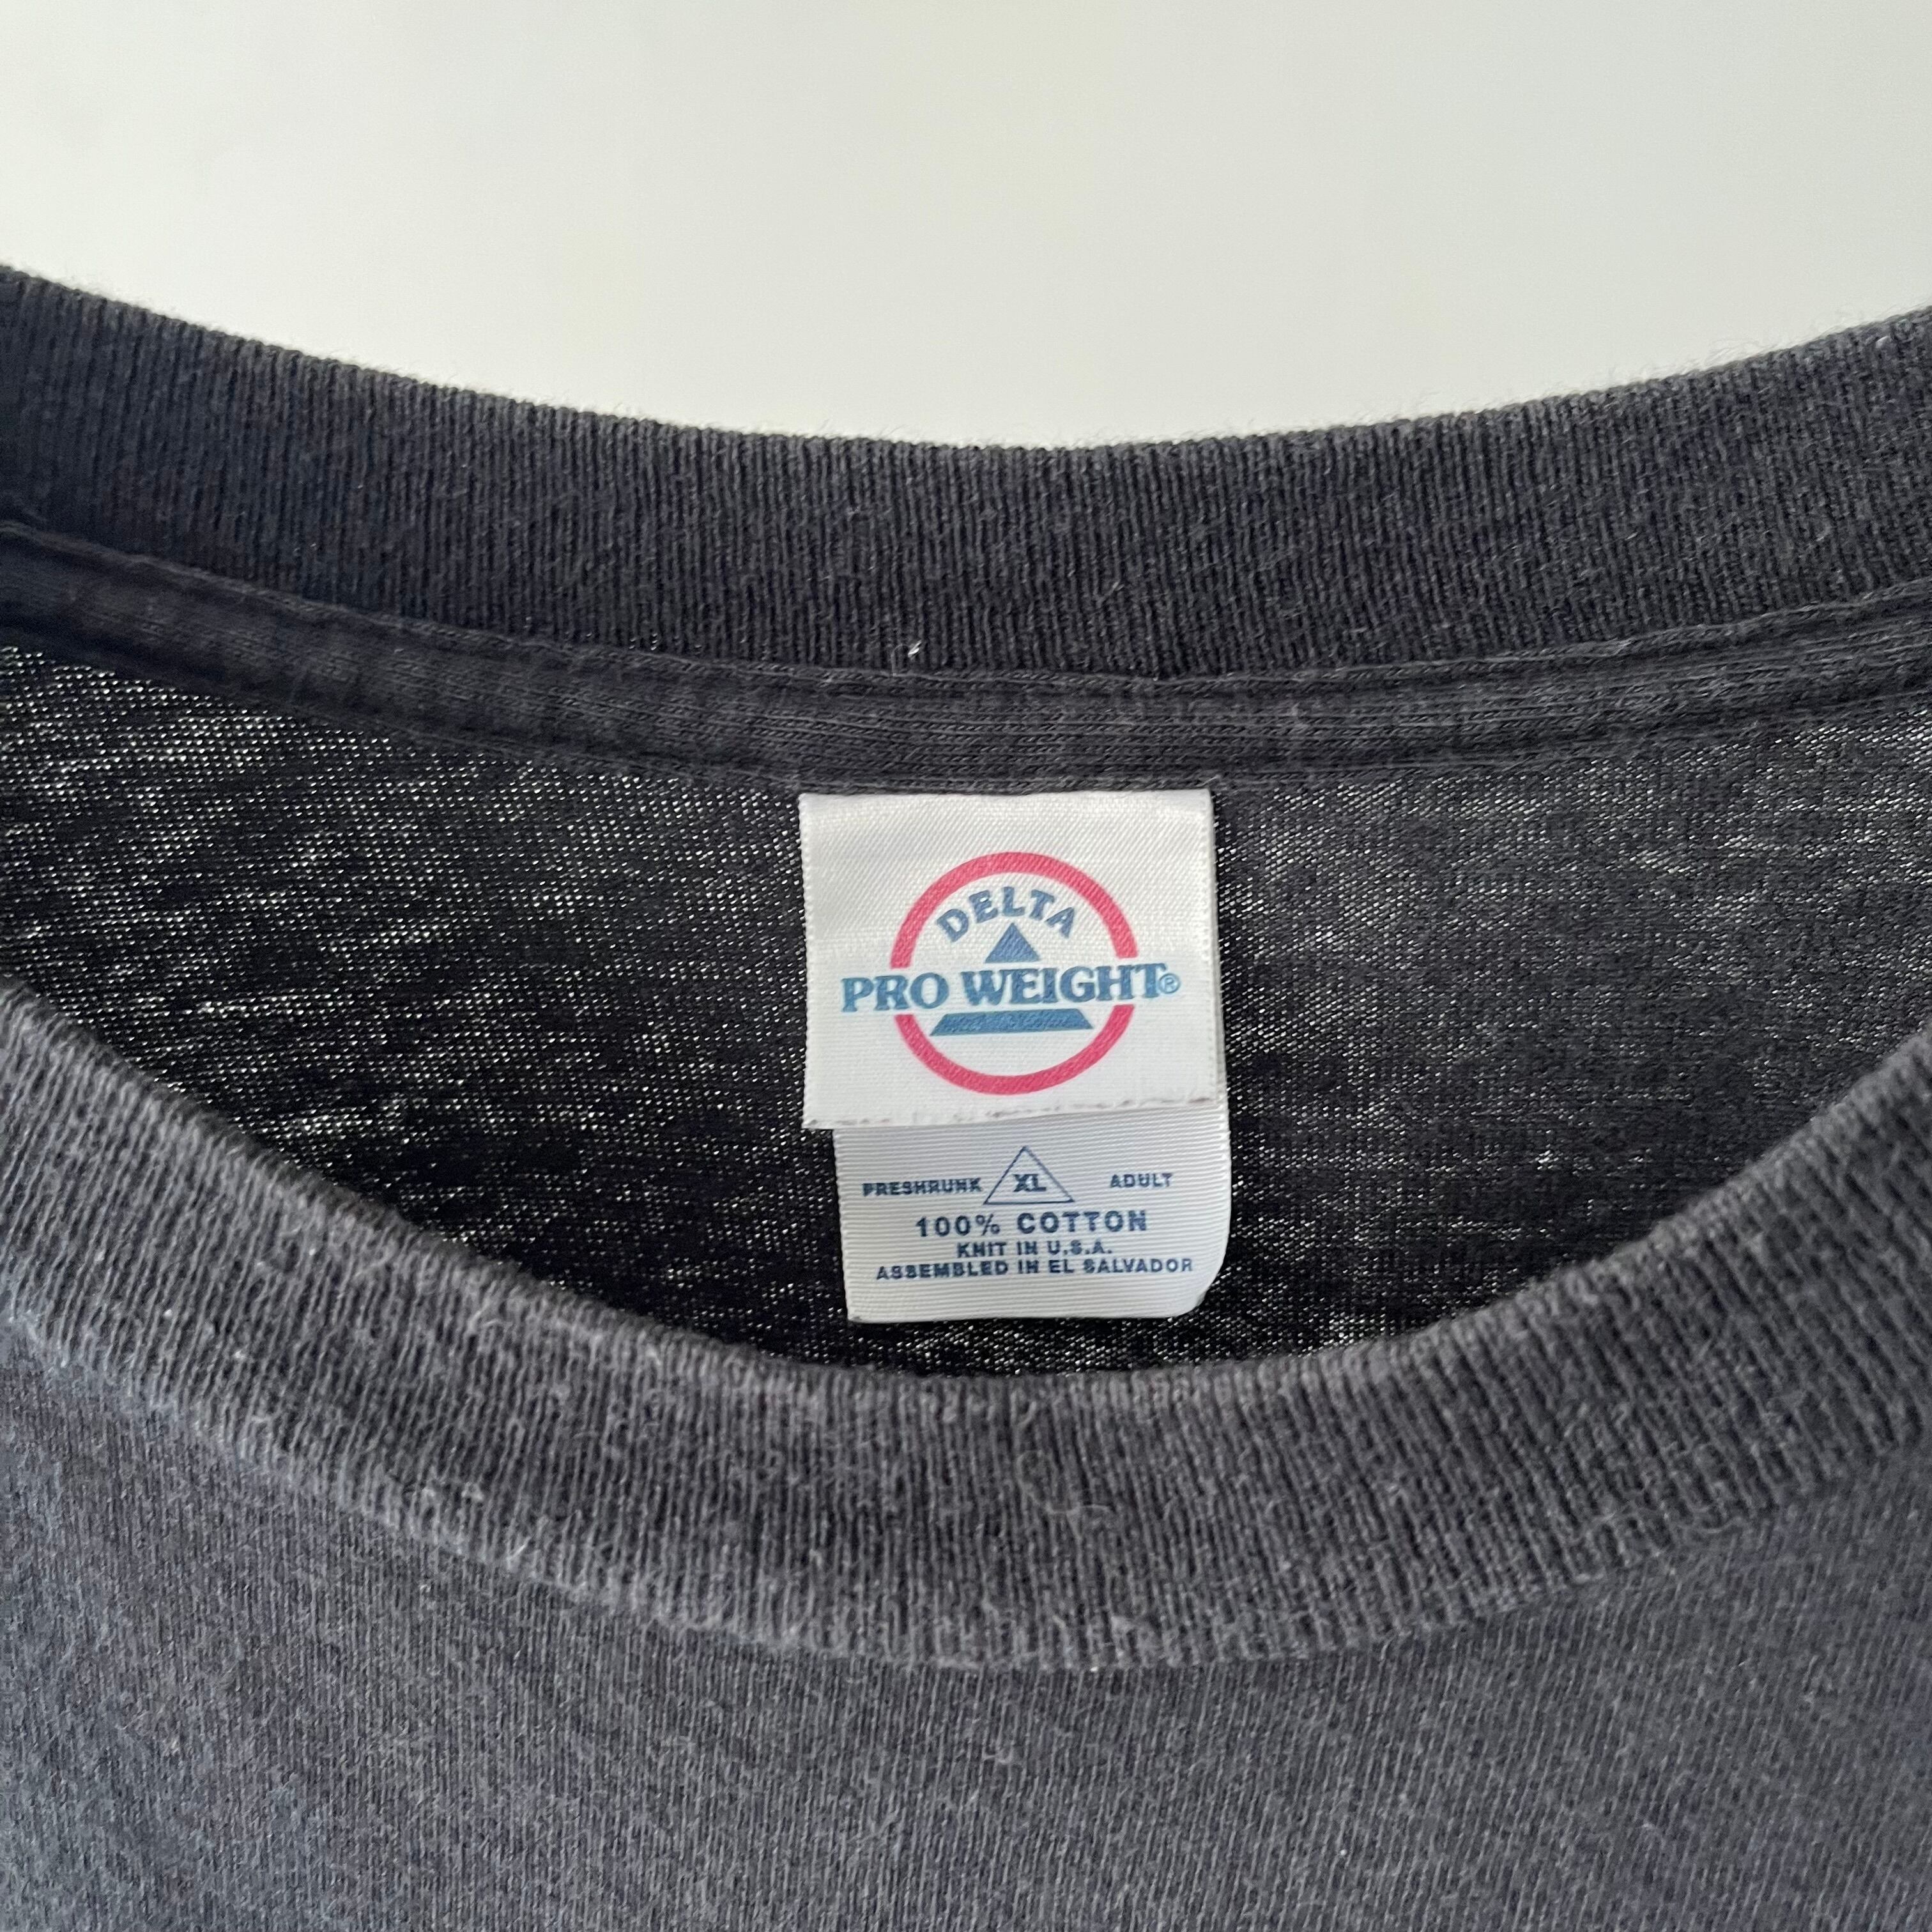 DELTA
PRO WEIGHT®
PRESHRUNK XL ADULT
100% COTTON
KNIT IN U.S.A.
ASSEMBLED IN EL SALVADOR